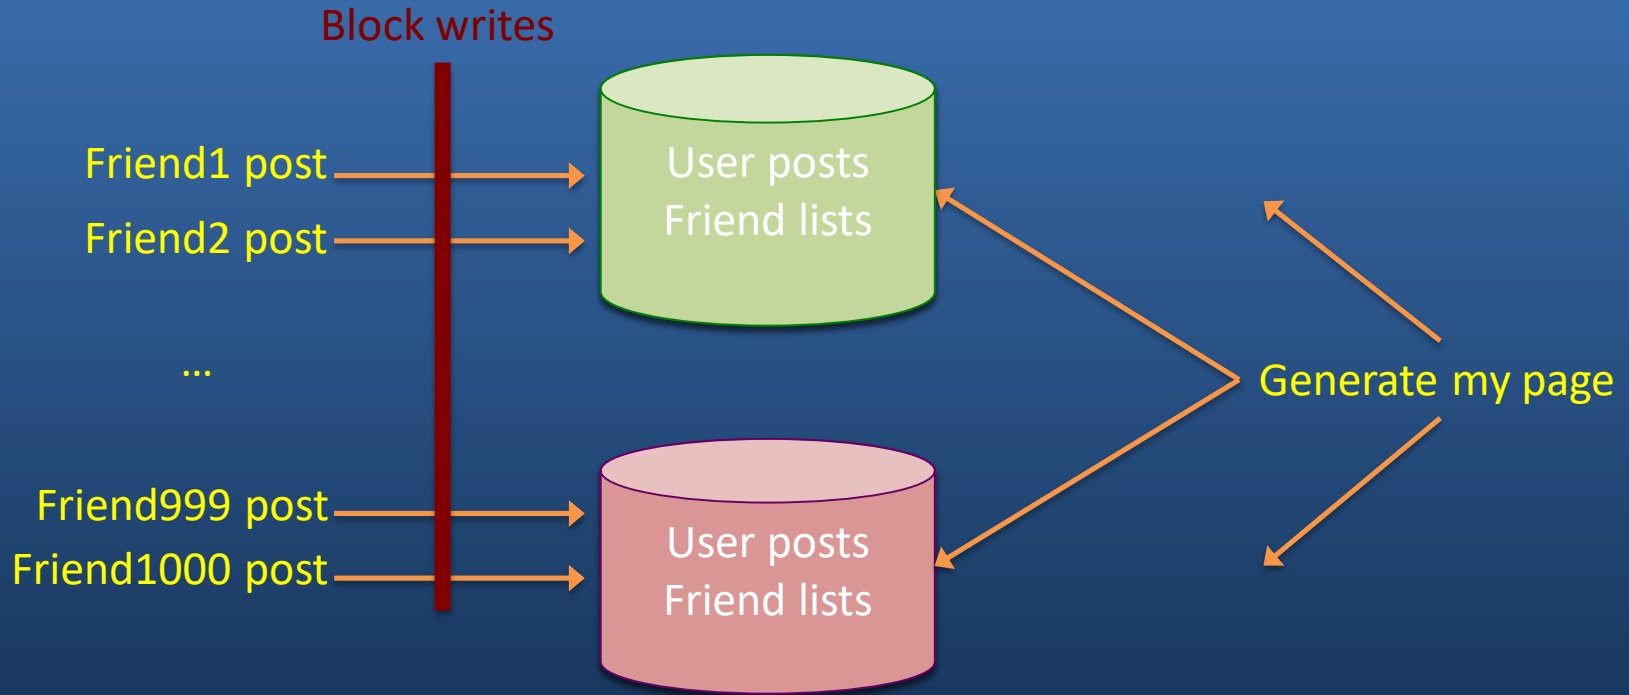 Block writes
Friend1 post
Friend2 post
...
Friend999 post
Friend1000 post
User posts
Friend lists
User posts
Friend lists
Generate my page